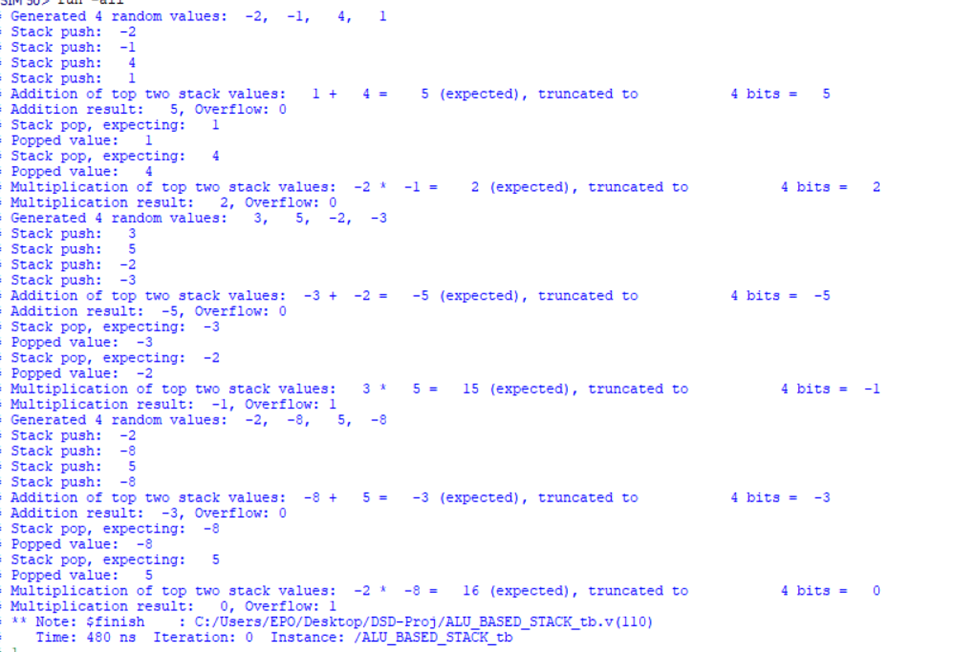 SIM 50> run -all
# Generated 4 random values:  -2,  -1,   4,   1
# Stack push:  -2
# Stack push:  -1
# Stack push:   4
# Stack push:   1
# Addition of top two stack values:   1 +   4 =    5 (expected), truncated to           4 bits =   5
# Addition result:   5, Overflow: 0
# Stack pop, expecting:   1
# Popped value:   1
# Stack pop, expecting:   4
# Popped value:   4
# Multiplication of top two stack values:  -2 *  -1 =    2 (expected), truncated to           4 bits =   2
# Multiplication result:   2, Overflow: 0
# Generated 4 random values:   3,   5,  -2,  -3
# Stack push:   3
# Stack push:   5
# Stack push:  -2
# Stack push:  -3
# Addition of top two stack values:  -3 +  -2 =   -5 (expected), truncated to           4 bits =  -5
# Addition result:  -5, Overflow: 0
# Stack pop, expecting:  -3
# Popped value:  -3
# Stack pop, expecting:  -2
# Popped value:  -2
# Multiplication of top two stack values:   3 *   5 =   15 (expected), truncated to           4 bits =  -1
# Multiplication result:  -1, Overflow: 1
# Generated 4 random values:  -2,  -8,   5,  -8
# Stack push:  -2
# Stack push:  -8
# Stack push:   5
# Stack push:  -8
# Addition of top two stack values:  -8 +   5 =   -3 (expected), truncated to           4 bits =  -3
# Addition result:  -3, Overflow: 0
# Stack pop, expecting:  -8
# Popped value:  -8
# Stack pop, expecting:   5
# Popped value:   5
# Multiplication of top two stack values:  -2 *  -8 =   16 (expected), truncated to           4 bits =   0
# Multiplication result:   0, Overflow: 1
# ** Note: $finish    : C:/Users/EPO/Desktop/DSD-Proj/ALU_BASED_STACK_tb.v(110)
#    Time: 480 ns  Iteration: 0  Instance: /ALU_BASED_STACK_tb